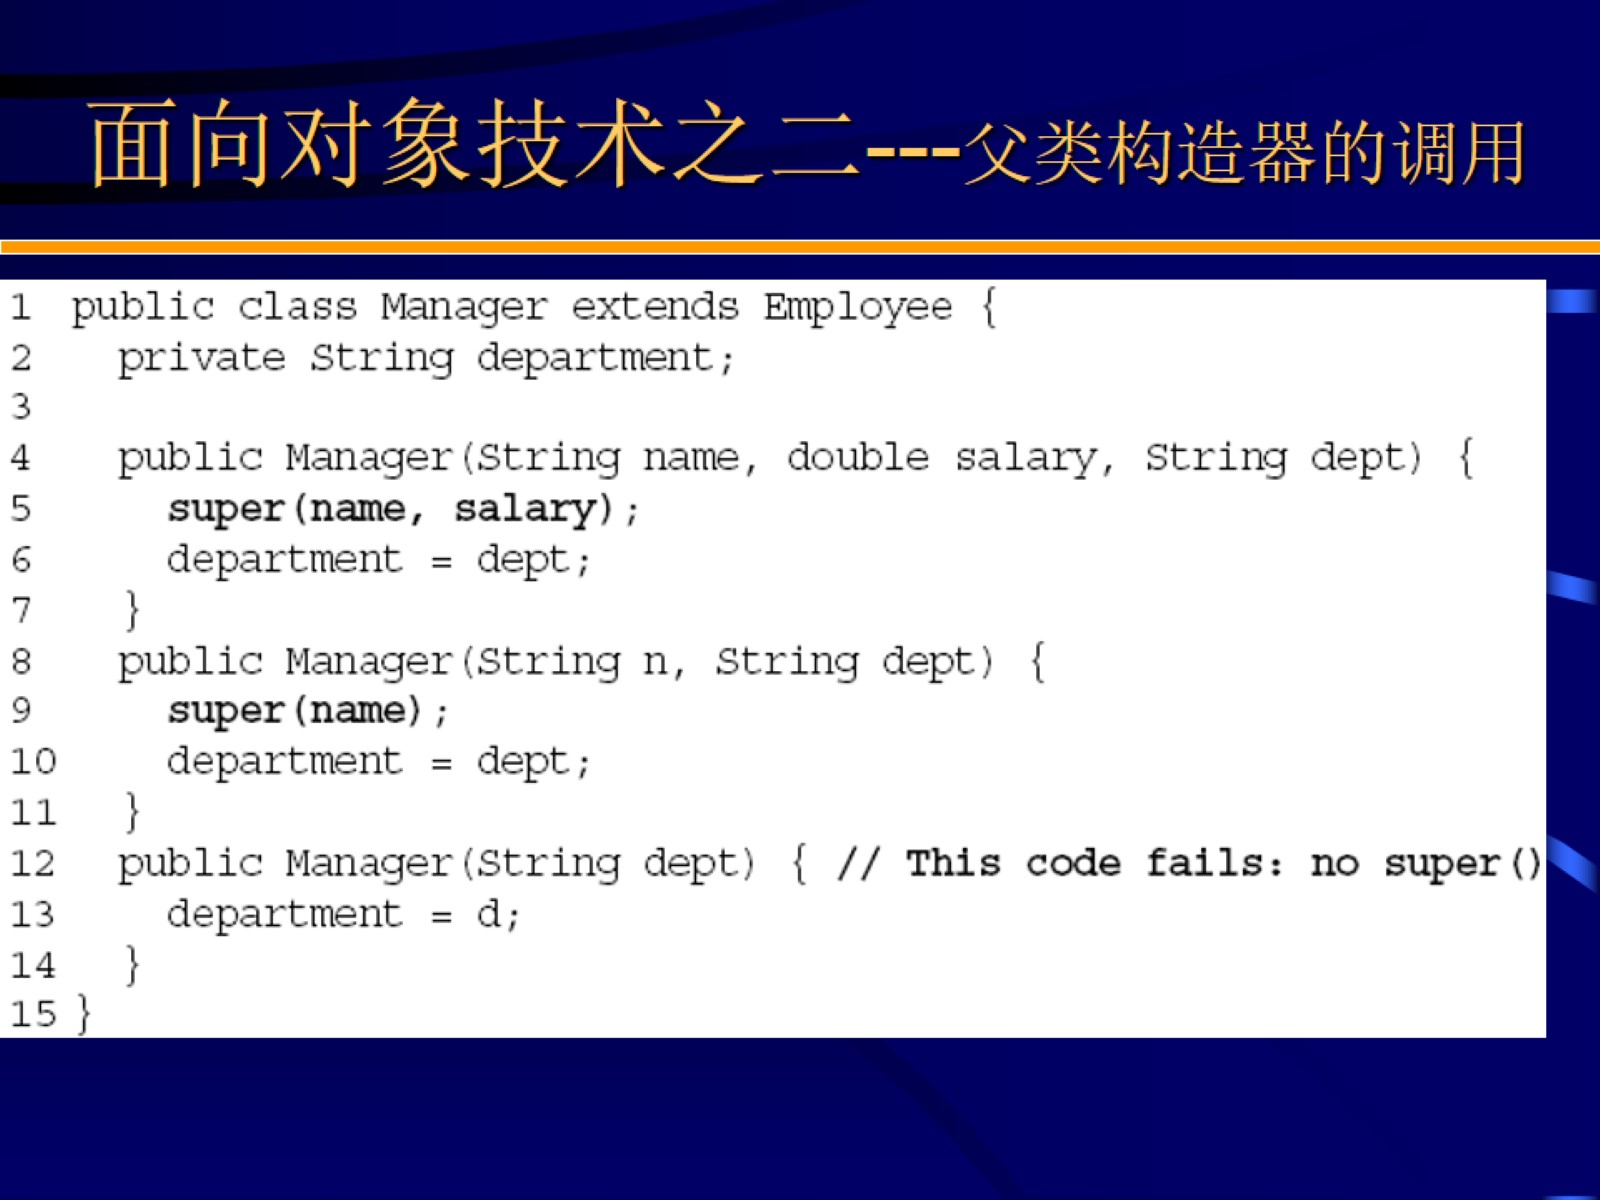 面向对象技术之二---父类构造器的调用
1 public class Manager extends Employee {
2 private String department;
3
4 public Manager(String name, double salary, String dept) {
5 super(name, salary);
6 department = dept;
7 }
8 public Manager(String n, String dept) {
9 super(name);
10 department = dept;
11 }
12 public Manager(String dept) { // This code fails: no super()
13 department = d;
14 }
15 }